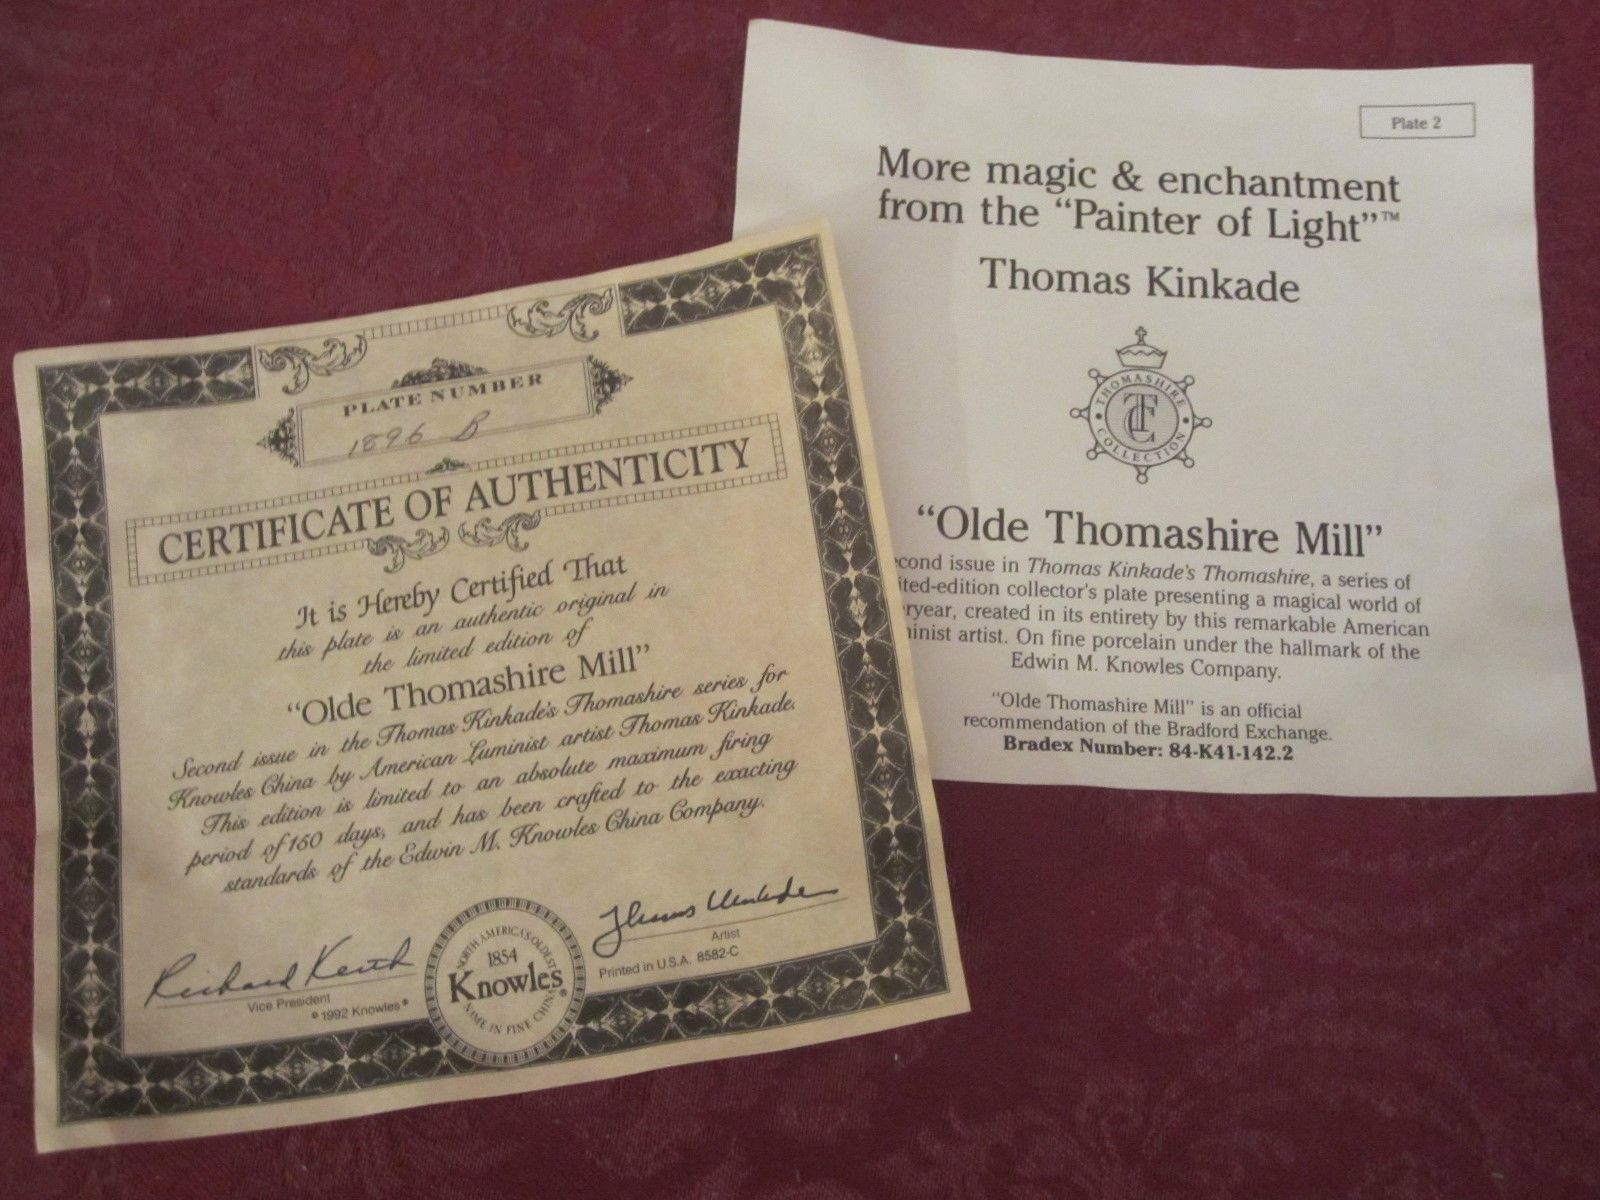 PLATE NUMBER
1896 B
CERTIFICATE OF AUTHENTICITY
It is Hereby Certified That
this plate is an authentic original in
the limited edition of
“Olde Thomashire Mill”
Second issue in the Thomas Kinkade's Thomashire series for
Knowles China by American Luminist artist Thomas Kinkade.
This edition is limited to an absolute maximum firing
period of 150 days, and has been crafted to the exacting
standards of the Edwin M. Knowles China Company.
Richard Keith
Vice President
© 1992 Knowles®
NORTH AMERICA'S OLDEST
1854
Knowles®
NAME IN FINE CHINA
Thomas Kinkade
Artist
Printed in U.S.A. 8582-C
Plate 2
More magic & enchantment
from the “Painter of Light”™
Thomas Kinkade
THOMASHIRE
TC
COLLECTION
“Olde Thomashire Mill”
econd issue in Thomas Kinkade's Thomashire, a series of
ited-edition collector's plate presenting a magical world of
ryear, created in its entirety by this remarkable American
inist artist. On fine porcelain under the hallmark of the
Edwin M. Knowles Company.
“Olde Thomashire Mill” is an official
recommendation of the Bradford Exchange.
Bradex Number: 84-K41-142.2